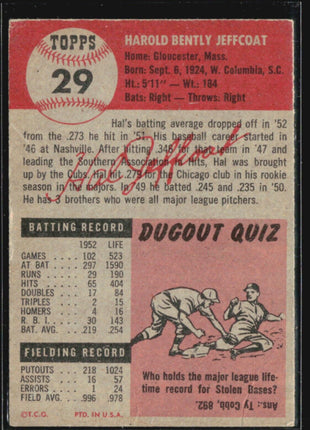 TOPPS
29
HAROLD BENTLY JEFFCOAT
Home: Gloucester, Mass.
Born: Sept. 6, 1924, W. Columbia, S.C.
Ht.: 5'11" — Wt.: 184
Bats: Right — Throws: Right
Hal's batting average dropped off in '52
from the .273 he hit in '51. His baseball career started in
'46 at Nashville. After hitting .346 for that team in '47 and
leading the Southern Association in Hits, Hal was bought
by the Cubs. He hit .279 for the Chicago club in his rookie
season in the majors. In '49 he batted .245 and .235 in '50.
He has 3 brothers who were all major league pitchers.
Hal Jeffcoat
BATTING RECORD
1952 LIFE
GAMES 102 523
AT BAT 297 1590
RUNS 29 190
HITS 65 404
DOUBLES 17 84
TRIPLES 2 15
HOMERS 4 16
R. B. I. 30 143
BAT. AVG. .219 .254
FIELDING RECORD
PUTOUTS 218 1024
ASSISTS 16 57
ERRORS 1 24
FIELD AVG. .996 .978
©T.C.G. PTD. IN U.S.A.
DUGOUT QUIZ
Who holds the major league life-
time record for
Stolen Bases?
Ans.: Ty Cobb. 892.